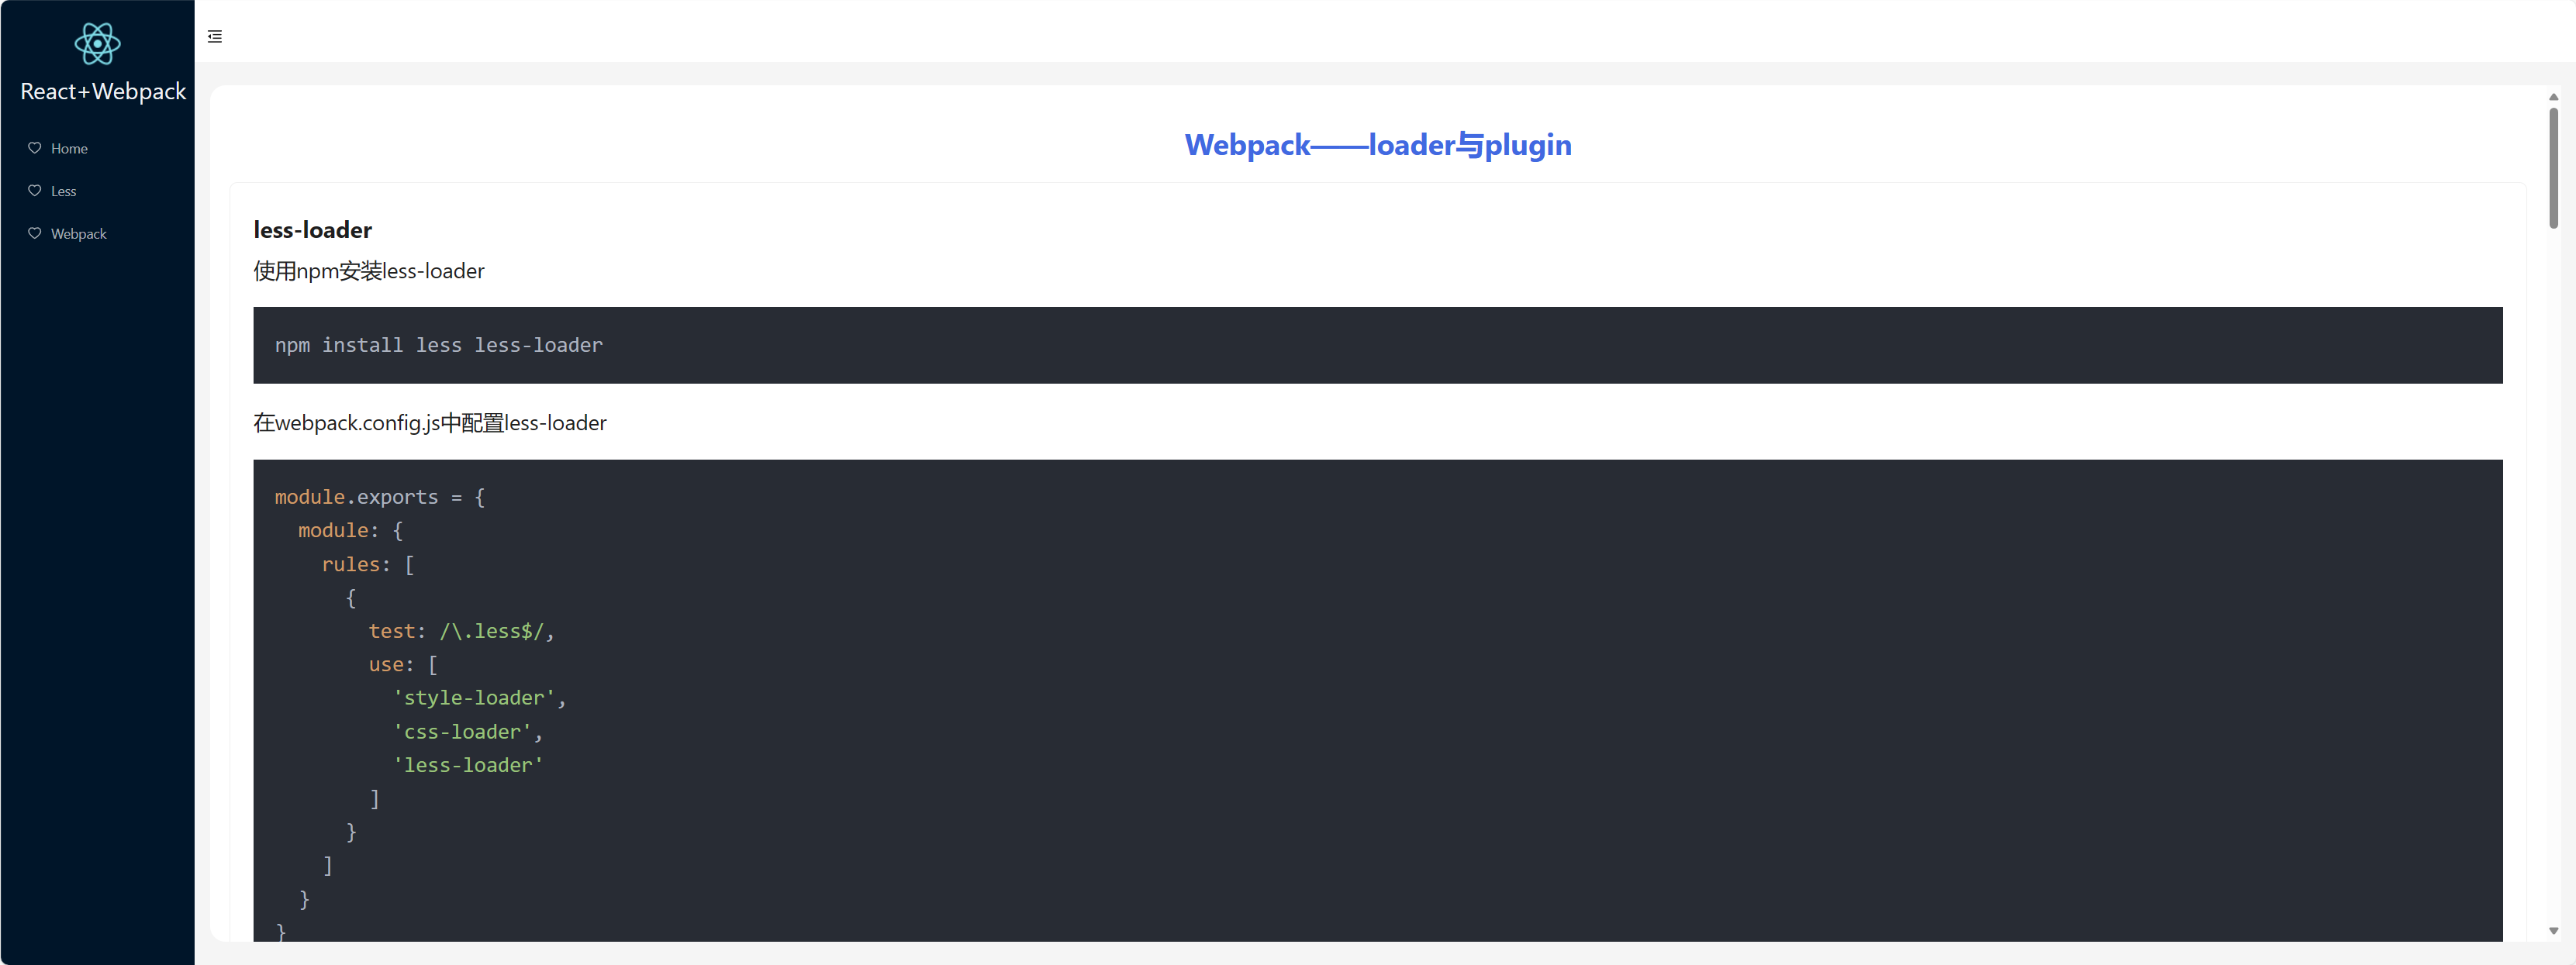 React+Webpack
Home
Less
Webpack
Webpack——loader与plugin
less-loader
使用npm安装less-loader
npm install less less-loader
在webpack.config.js中配置less-loader
module.exports = {
  module: {
    rules: [
      {
        test: /\.less$/,
        use: [
          'style-loader',
          'css-loader',
          'less-loader'
        ]
      }
    ]
  }
}